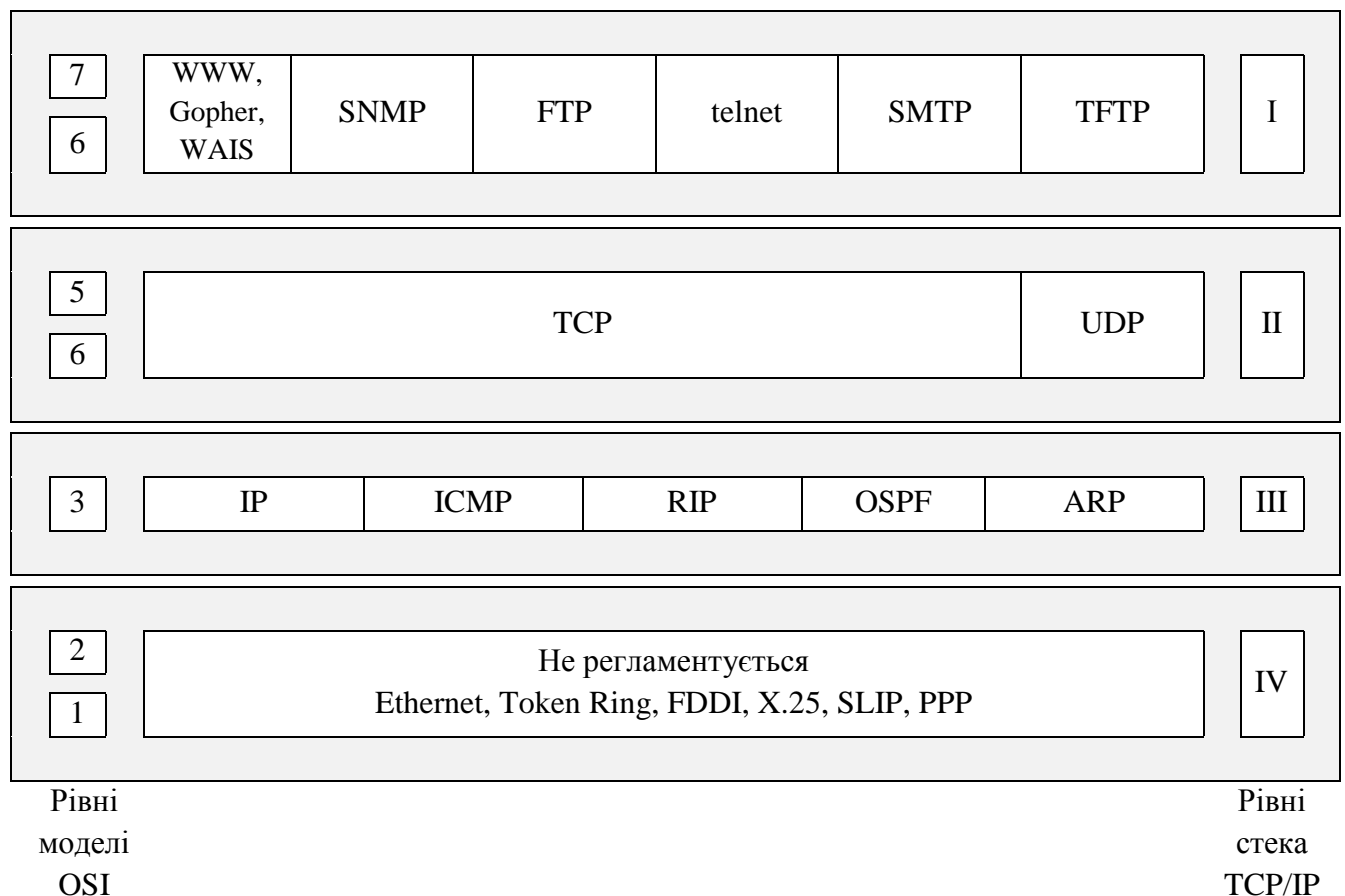 7
WWW,
Gopher,
WAIS
SNMP
FTP
telnet
SMTP
TFTP
I
6
5
TCP
UDP
II
6
3
IP
ICMP
RIP
OSPF
ARP
III
2
Не регламентується
Ethernet, Token Ring, FDDI, X.25, SLIP, PPP
IV
1
Рівні
моделі
OSI
Рівні
стека
TCP/IP